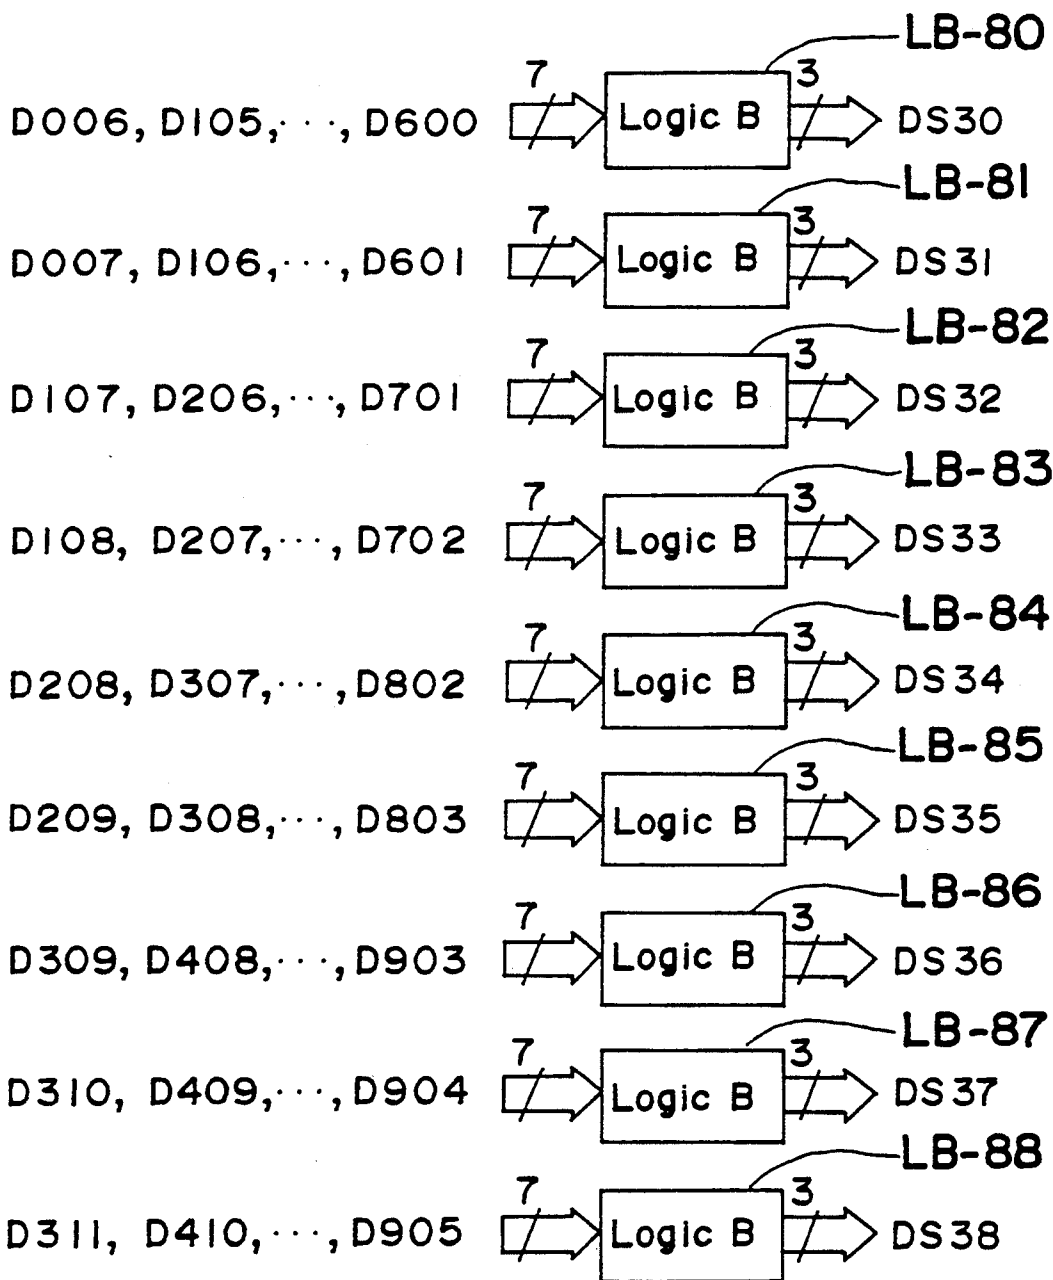 LB-80
D006, D105, ···, D600 7 Logic B 3 DS30
LB-81
D007, D106, ···, D601 7 Logic B 3 DS31
LB-82
D107, D206, ···, D701 7 Logic B 3 DS32
LB-83
D108, D207, ···, D702 7 Logic B 3 DS33
LB-84
D208, D307, ···, D802 7 Logic B 3 DS34
LB-85
D209, D308, ···, D803 7 Logic B 3 DS35
LB-86
D309, D408, ···, D903 7 Logic B 3 DS36
LB-87
D310, D409, ···, D904 7 Logic B 3 DS37
LB-88
D311, D410, ···, D905 7 Logic B 3 DS38